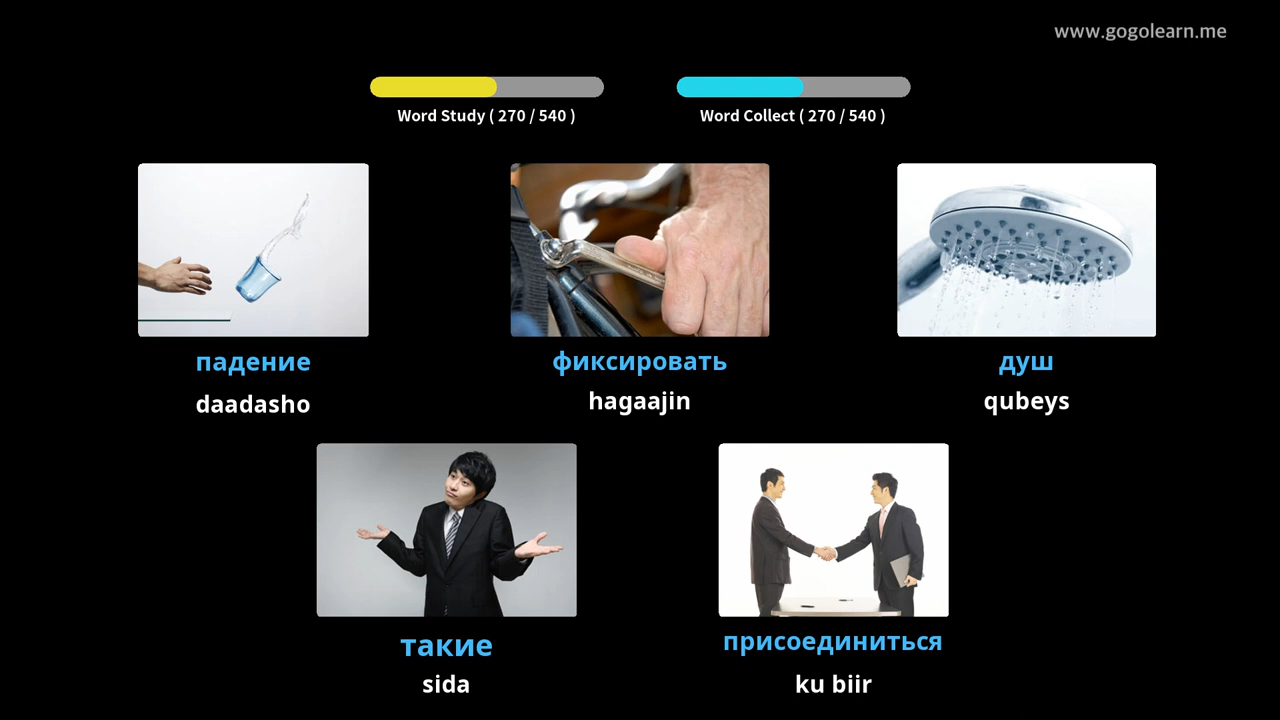 www.gogolearn.me
Word Study ( 270 / 540 )
Word Collect ( 270 / 540 )
падение
daadasho
фиксировать
hagaajin
душ
qubeys
такие
sida
присоединиться
ku biir